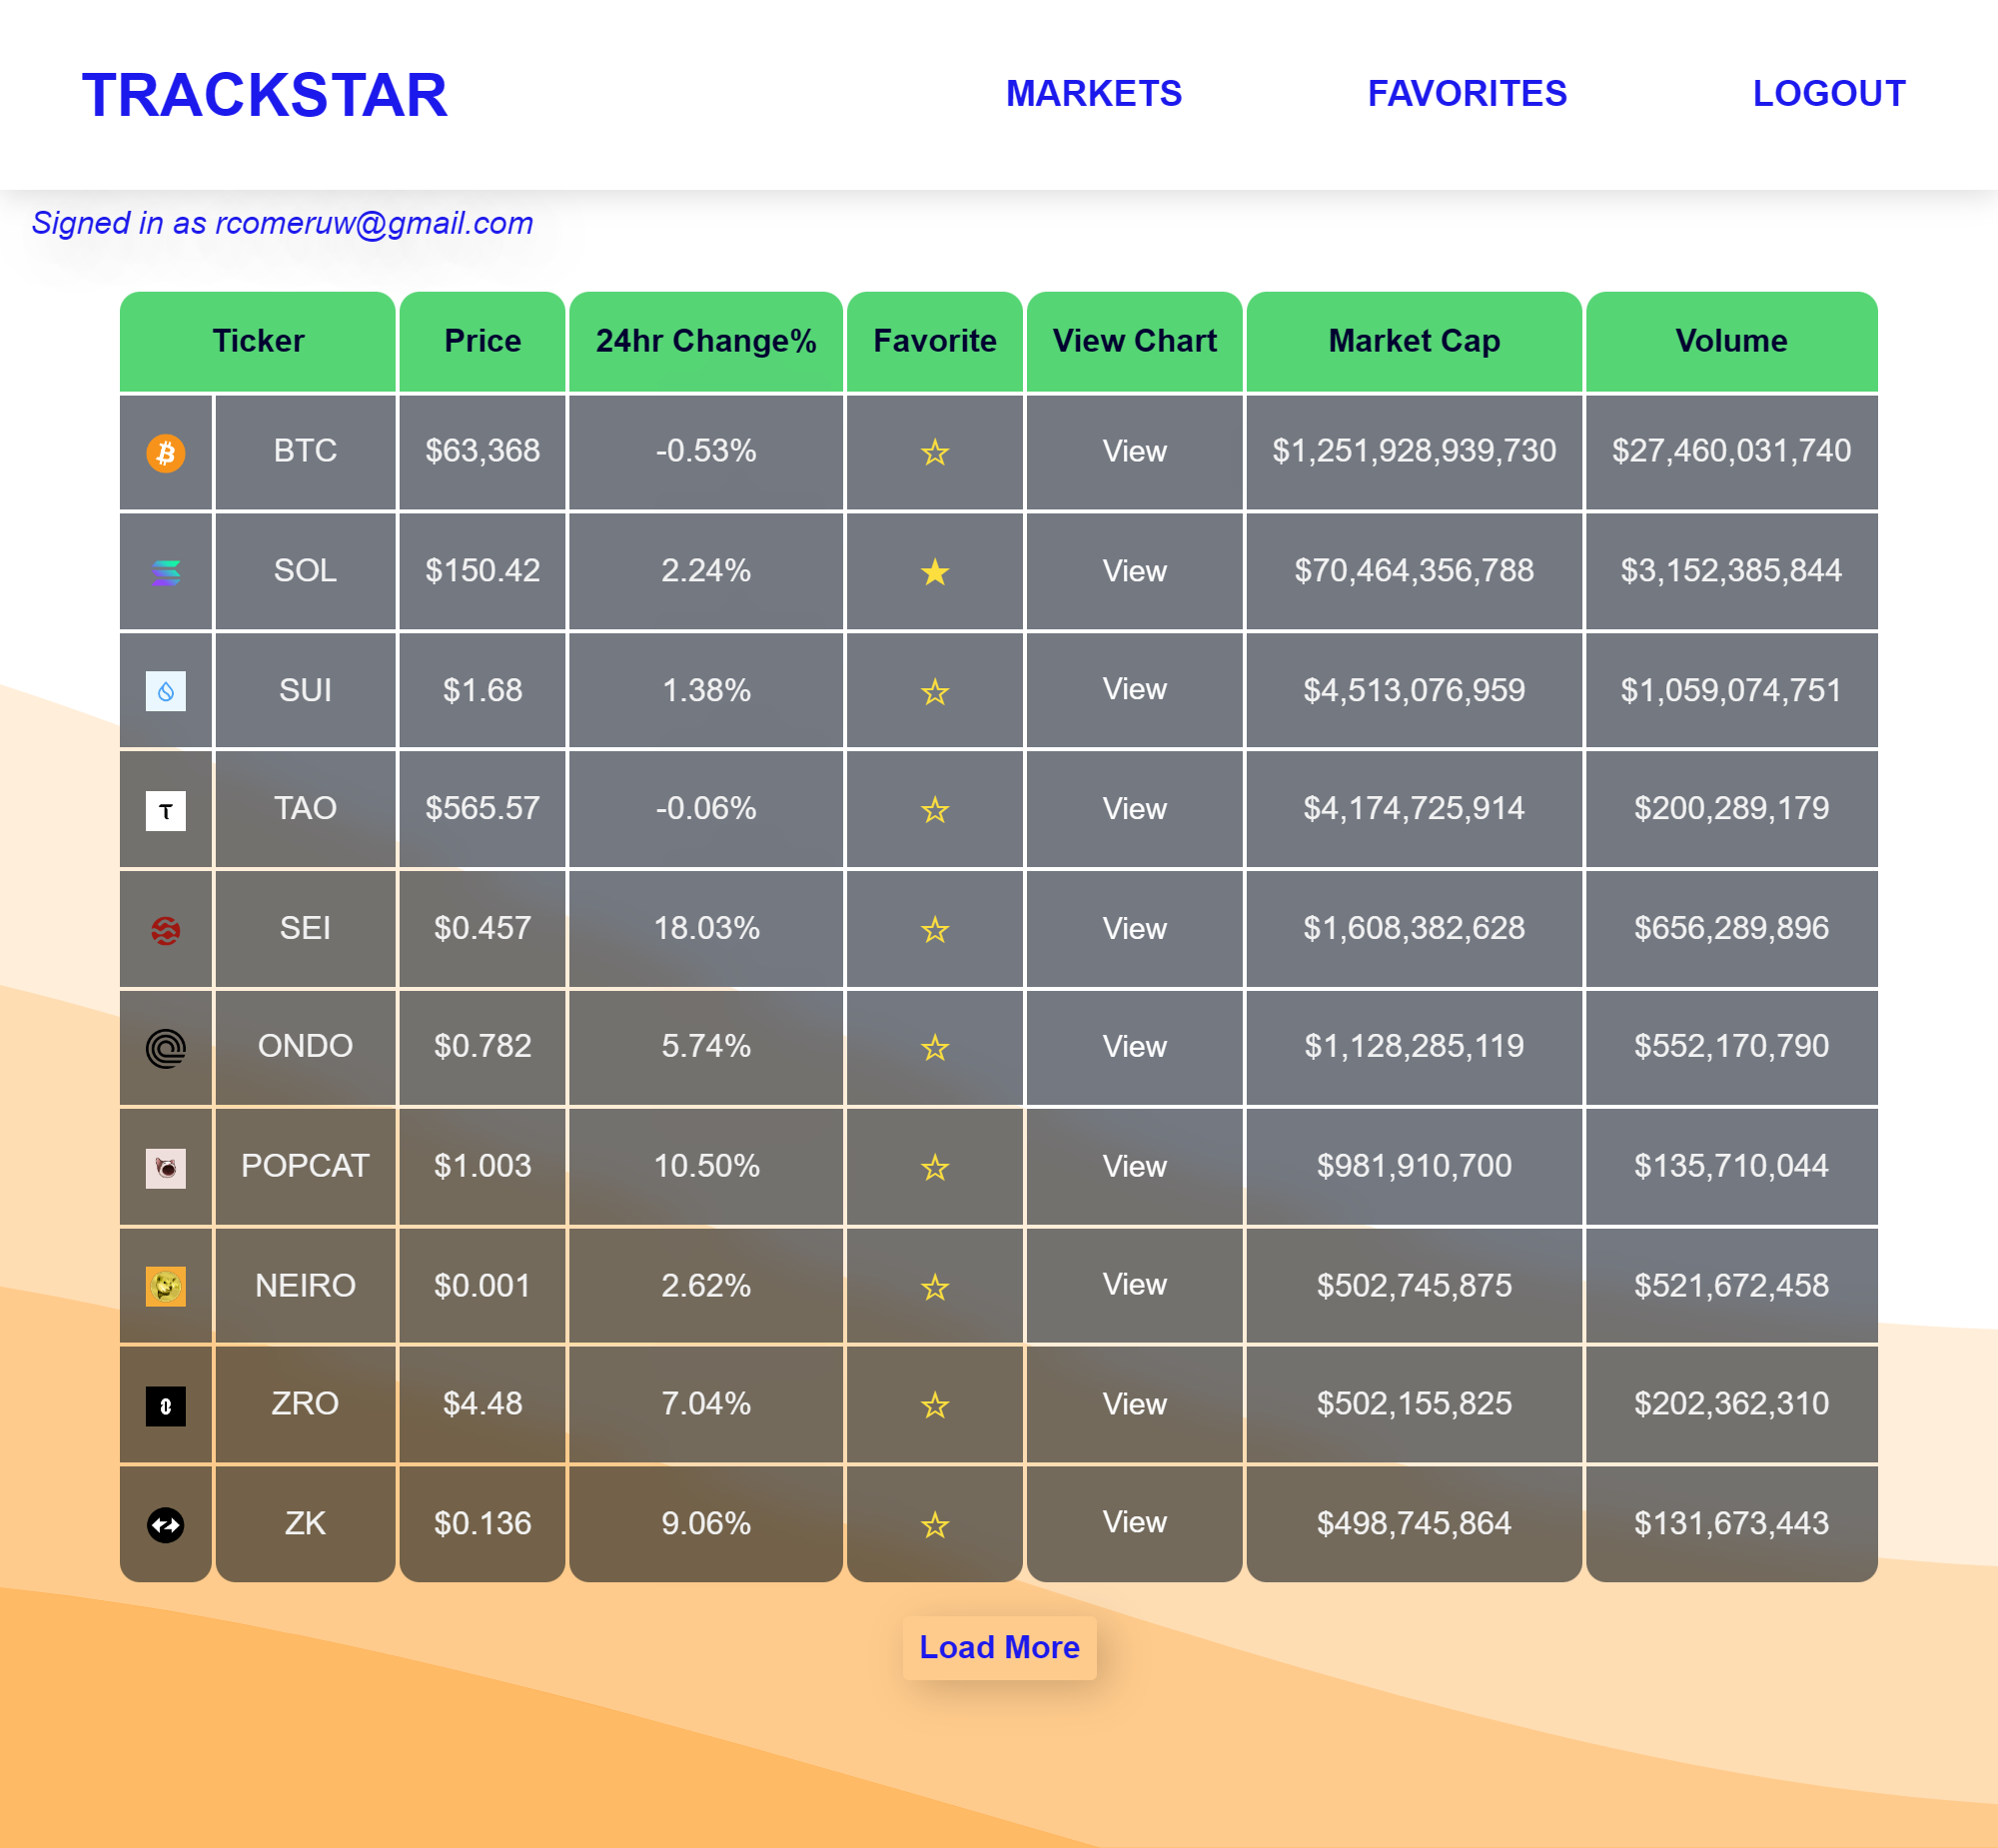 TRACKSTAR MARKETS FAVORITES LOGOUT
Signed in as rcomeruw@gmail.com
Ticker Price 24hr Change% Favorite View Chart Market Cap Volume
BTC $63,368 -0.53% ☆ View $1,251,928,939,730 $27,460,031,740
SOL $150.42 2.24% ★ View $70,464,356,788 $3,152,385,844
SUI $1.68 1.38% ☆ View $4,513,076,959 $1,059,074,751
TAO $565.57 -0.06% ☆ View $4,174,725,914 $200,289,179
SEI $0.457 18.03% ☆ View $1,608,382,628 $656,289,896
ONDO $0.782 5.74% ☆ View $1,128,285,119 $552,170,790
POPCAT $1.003 10.50% ☆ View $981,910,700 $135,710,044
NEIRO $0.001 2.62% ☆ View $502,745,875 $521,672,458
ZRO $4.48 7.04% ☆ View $502,155,825 $202,362,310
ZK $0.136 9.06% ☆ View $498,745,864 $131,673,443
Load More